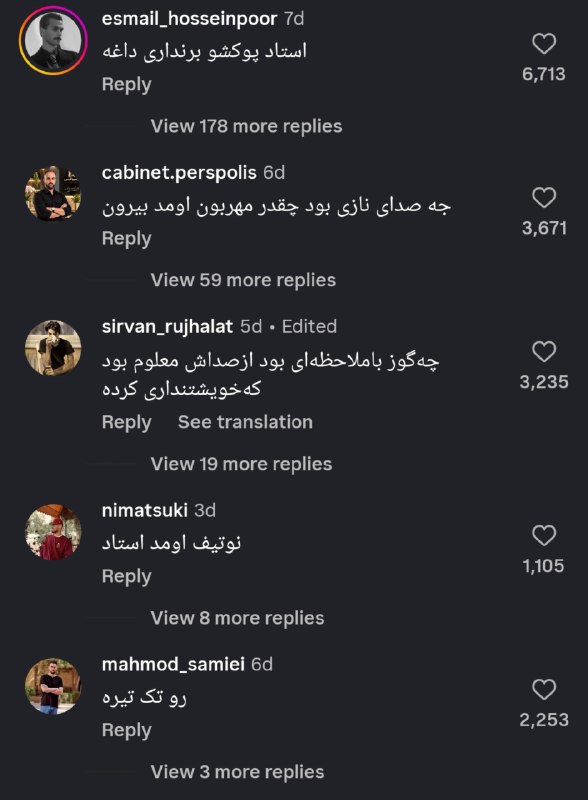 esmail_hosseinpoor 7d
استاد پوکشو برنداری داغه
6,713
Reply
View 178 more replies
cabinet.perspolis 6d
جه صدای نازی بود چقدر مهربون اومد بیرون
3,671
Reply
View 59 more replies
sirvan_rujhalat 5d • Edited
چه‌گوز باملاحظه‌ای بود ازصداش معلوم بود
که‌خویشتنداری کرده
3,235
Reply See translation
View 19 more replies
nimatsuki 3d
نوتیف اومد استاد
1,105
Reply
View 8 more replies
mahmod_samiei 6d
رو تک تیره
2,253
Reply
View 3 more replies